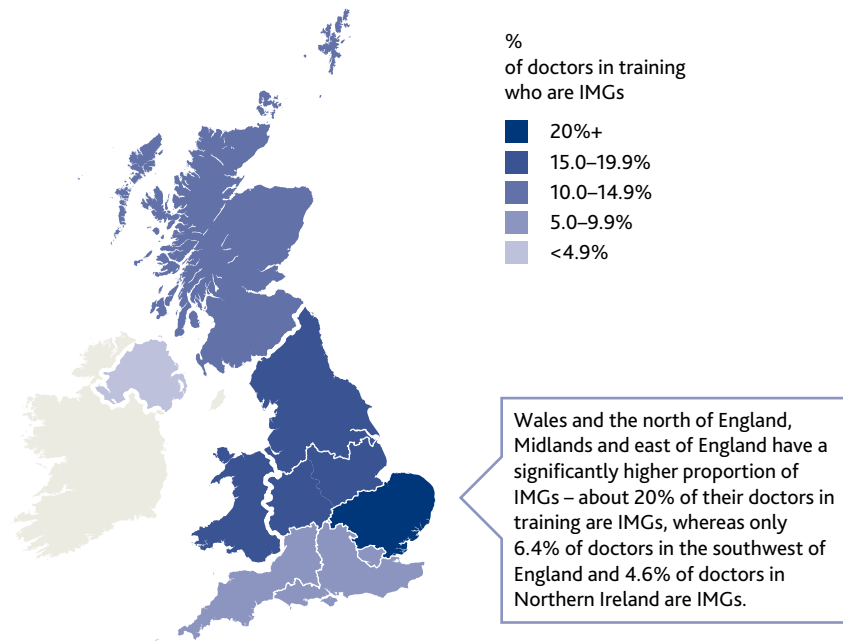 %
of doctors in training
who are IMGs
20%+
15.0–19.9%
10.0–14.9%
5.0–9.9%
<4.9%
Wales and the north of England,
Midlands and east of England have a
significantly higher proportion of
IMGs – about 20% of their doctors in
training are IMGs, whereas only
6.4% of doctors in the southwest of
England and 4.6% of doctors in
Northern Ireland are IMGs.